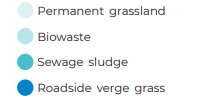 Permanent grassland
Biowaste
Sewage sludge
Roadside verge grass